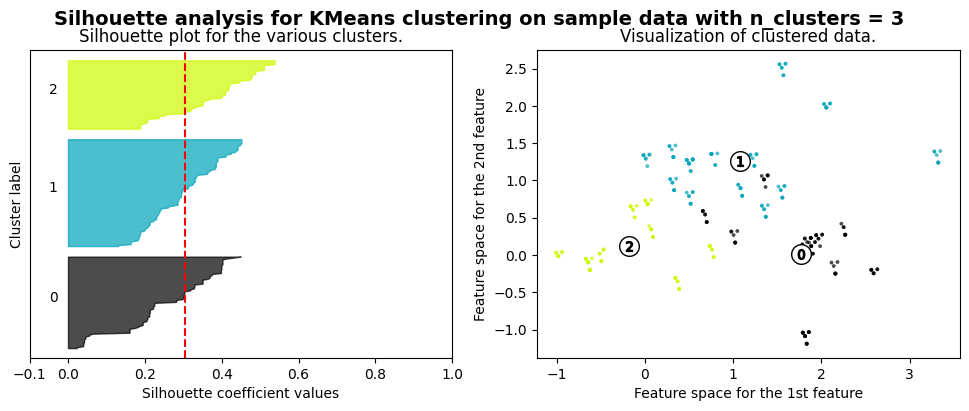 Silhouette analysis for KMeans clustering on sample data with n_clusters = 3
Silhouette plot for the various clusters.
Cluster label
2
1
0
−0.1 0.0 0.2 0.4 0.6 0.8 1.0
Silhouette coefficient values
Visualization of clustered data.
Feature space for the 2nd feature
2.5
2.0
1.5
1.0
0.5
0.0
−0.5
−1.0
1
2
0
−1 0 1 2 3
Feature space for the 1st feature